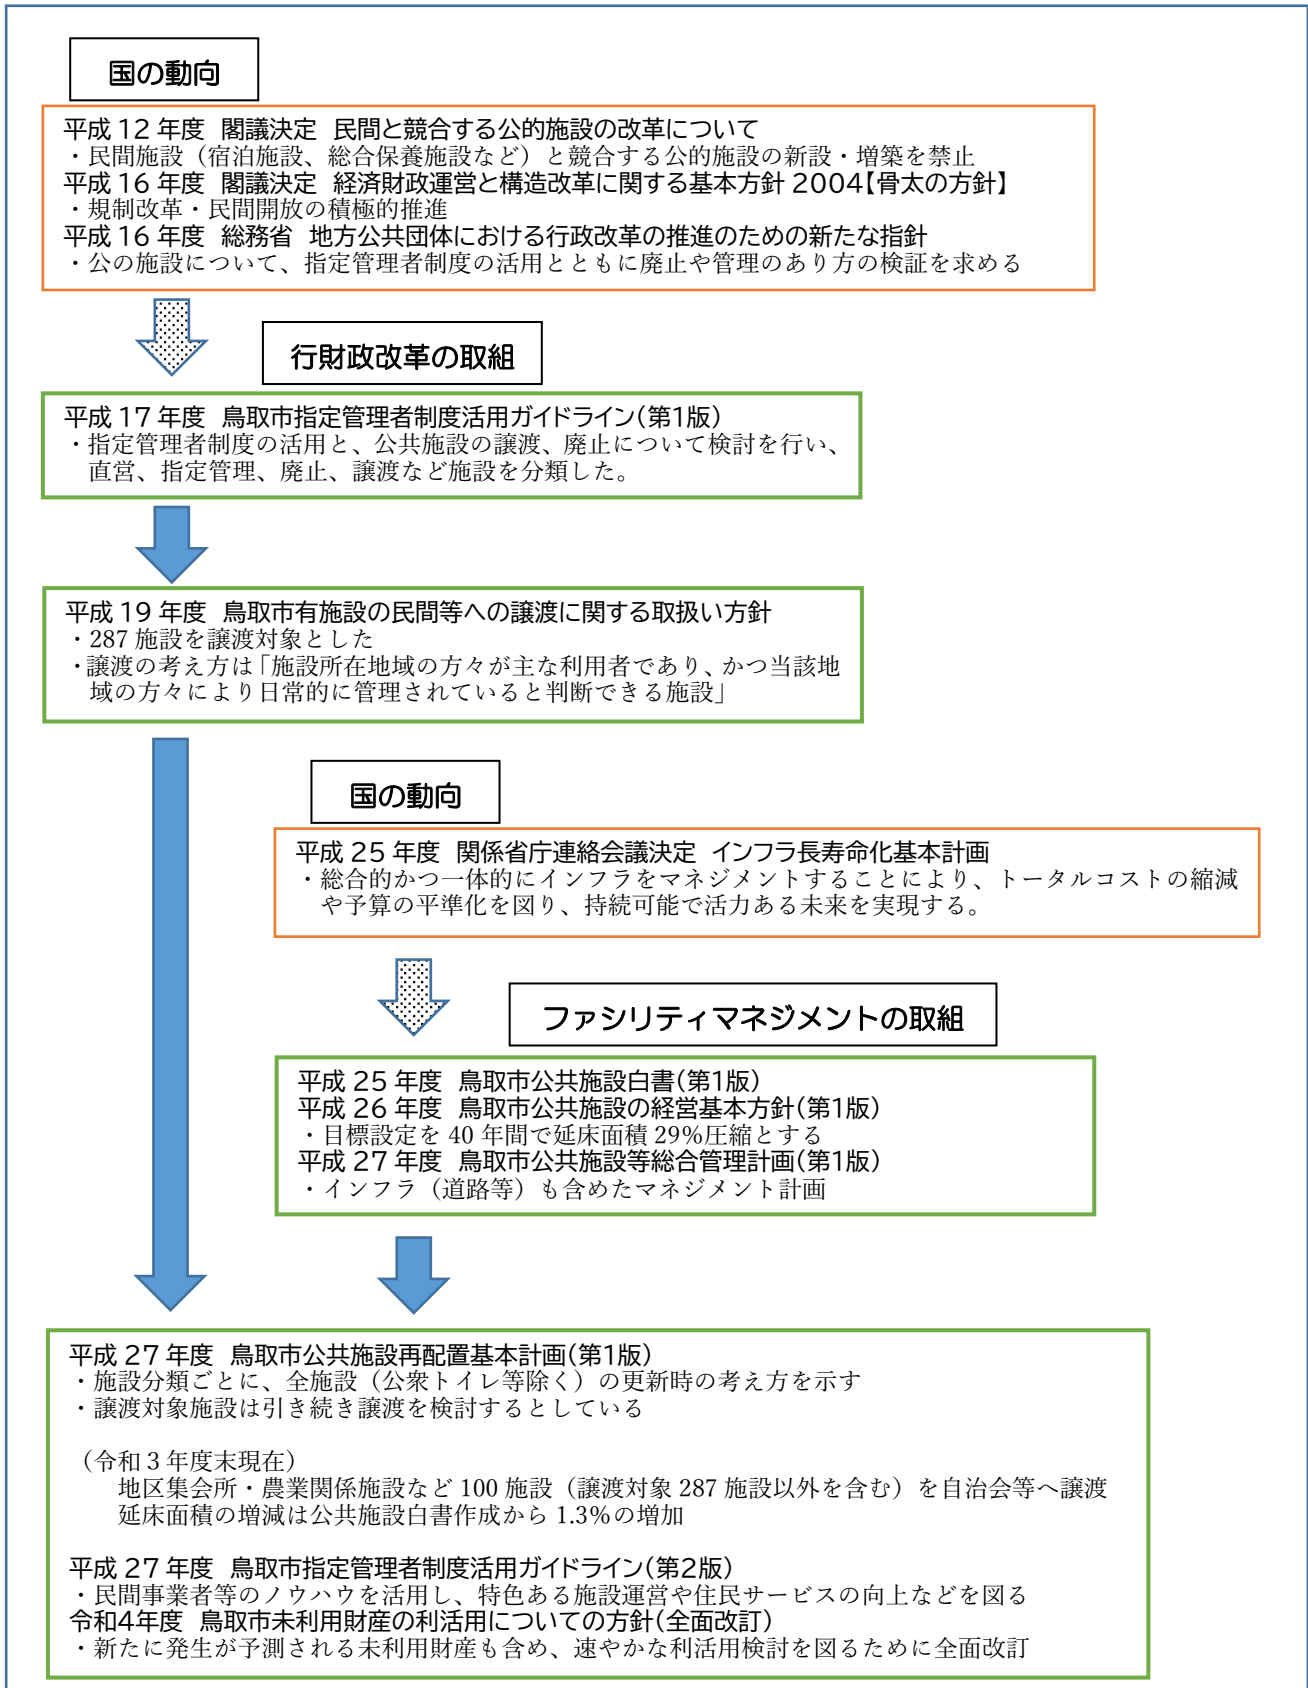 国の動向
平成 12 年度 閣議決定 民間と競合する公的施設の改革について
・民間施設（宿泊施設、総合保養施設など）と競合する公的施設の新設・増築を禁止
平成 16 年度 閣議決定 経済財政運営と構造改革に関する基本方針 2004【骨太の方針】
・規制改革・民間開放の積極的推進
平成 16 年度 総務省 地方公共団体における行政改革の推進のための新たな指針
・公の施設について、指定管理者制度の活用とともに廃止や管理のあり方の検証を求める
行財政改革の取組
平成 17 年度 鳥取市指定管理者制度活用ガイドライン(第1版)
・指定管理者制度の活用と、公共施設の譲渡、廃止について検討を行い、
直営、指定管理、廃止、譲渡など施設を分類した。
平成 19 年度 鳥取市有施設の民間等への譲渡に関する取扱い方針
・287 施設を譲渡対象とした
・譲渡の考え方は「施設所在地域の方々が主な利用者であり、かつ当該地
域の方々により日常的に管理されていると判断できる施設」
国の動向
平成 25 年度 関係省庁連絡会議決定 インフラ長寿命化基本計画
・総合的かつ一体的にインフラをマネジメントすることにより、トータルコストの縮減
や予算の平準化を図り、持続可能で活力ある未来を実現する。
ファシリティマネジメントの取組
平成 25 年度 鳥取市公共施設白書(第1版)
平成 26 年度 鳥取市公共施設の経営基本方針(第1版)
・目標設定を 40 年間で延床面積 29%圧縮とする
平成 27 年度 鳥取市公共施設等総合管理計画(第1版)
・インフラ（道路等）も含めたマネジメント計画
平成 27 年度 鳥取市公共施設再配置基本計画(第1版)
・施設分類ごとに、全施設（公衆トイレ等除く）の更新時の考え方を示す
・譲渡対象施設は引き続き譲渡を検討するとしている
（令和 3 年度末現在）
地区集会所・農業関係施設など 100 施設（譲渡対象 287 施設以外を含む）を自治会等へ譲渡
延床面積の増減は公共施設白書作成から 1.3%の増加
平成 27 年度 鳥取市指定管理者制度活用ガイドライン(第2版)
・民間事業者等のノウハウを活用し、特色ある施設運営や住民サービスの向上などを図る
令和4年度 鳥取市未利用財産の利活用についての方針(全面改訂)
・新たに発生が予測される未利用財産も含め、速やかな利活用検討を図るために全面改訂